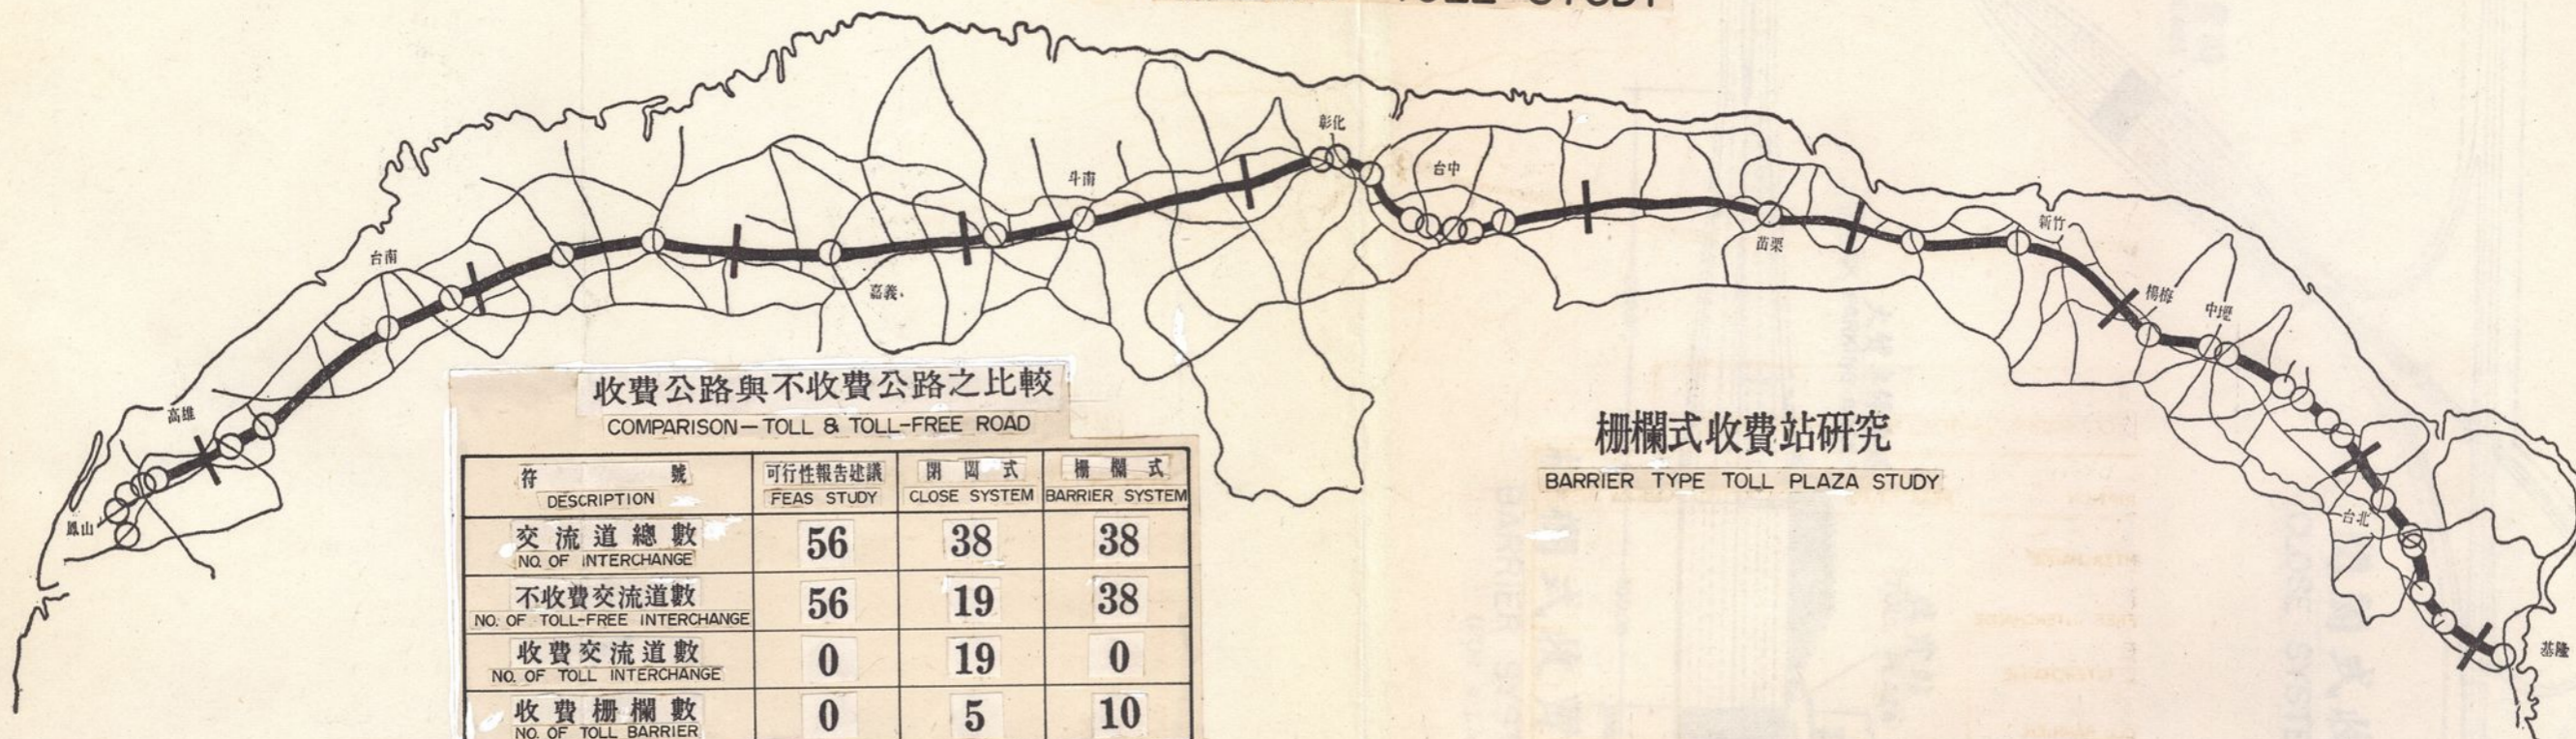 TOLL STUDY
彰化
台中
斗南
新竹
苗栗
台南
嘉義
楊梅
中壢
高雄
鳳山
台北
基隆
收費公路與不收費公路之比較
COMPARISON—TOLL & TOLL-FREE ROAD
符 號 可行性報告建議 閉闔式 柵欄式
DESCRIPTION FEAS STUDY CLOSE SYSTEM BARRIER SYSTEM
交流道總數 56 38 38
NO. OF INTERCHANGE
不收費交流道數 56 19 38
NO. OF TOLL-FREE INTERCHANGE
收費交流道數 0 19 0
NO. OF TOLL INTERCHANGE
收費柵欄數 0 5 10
NO. OF TOLL BARRIER
柵欄式收費站研究
BARRIER TYPE TOLL PLAZA STUDY